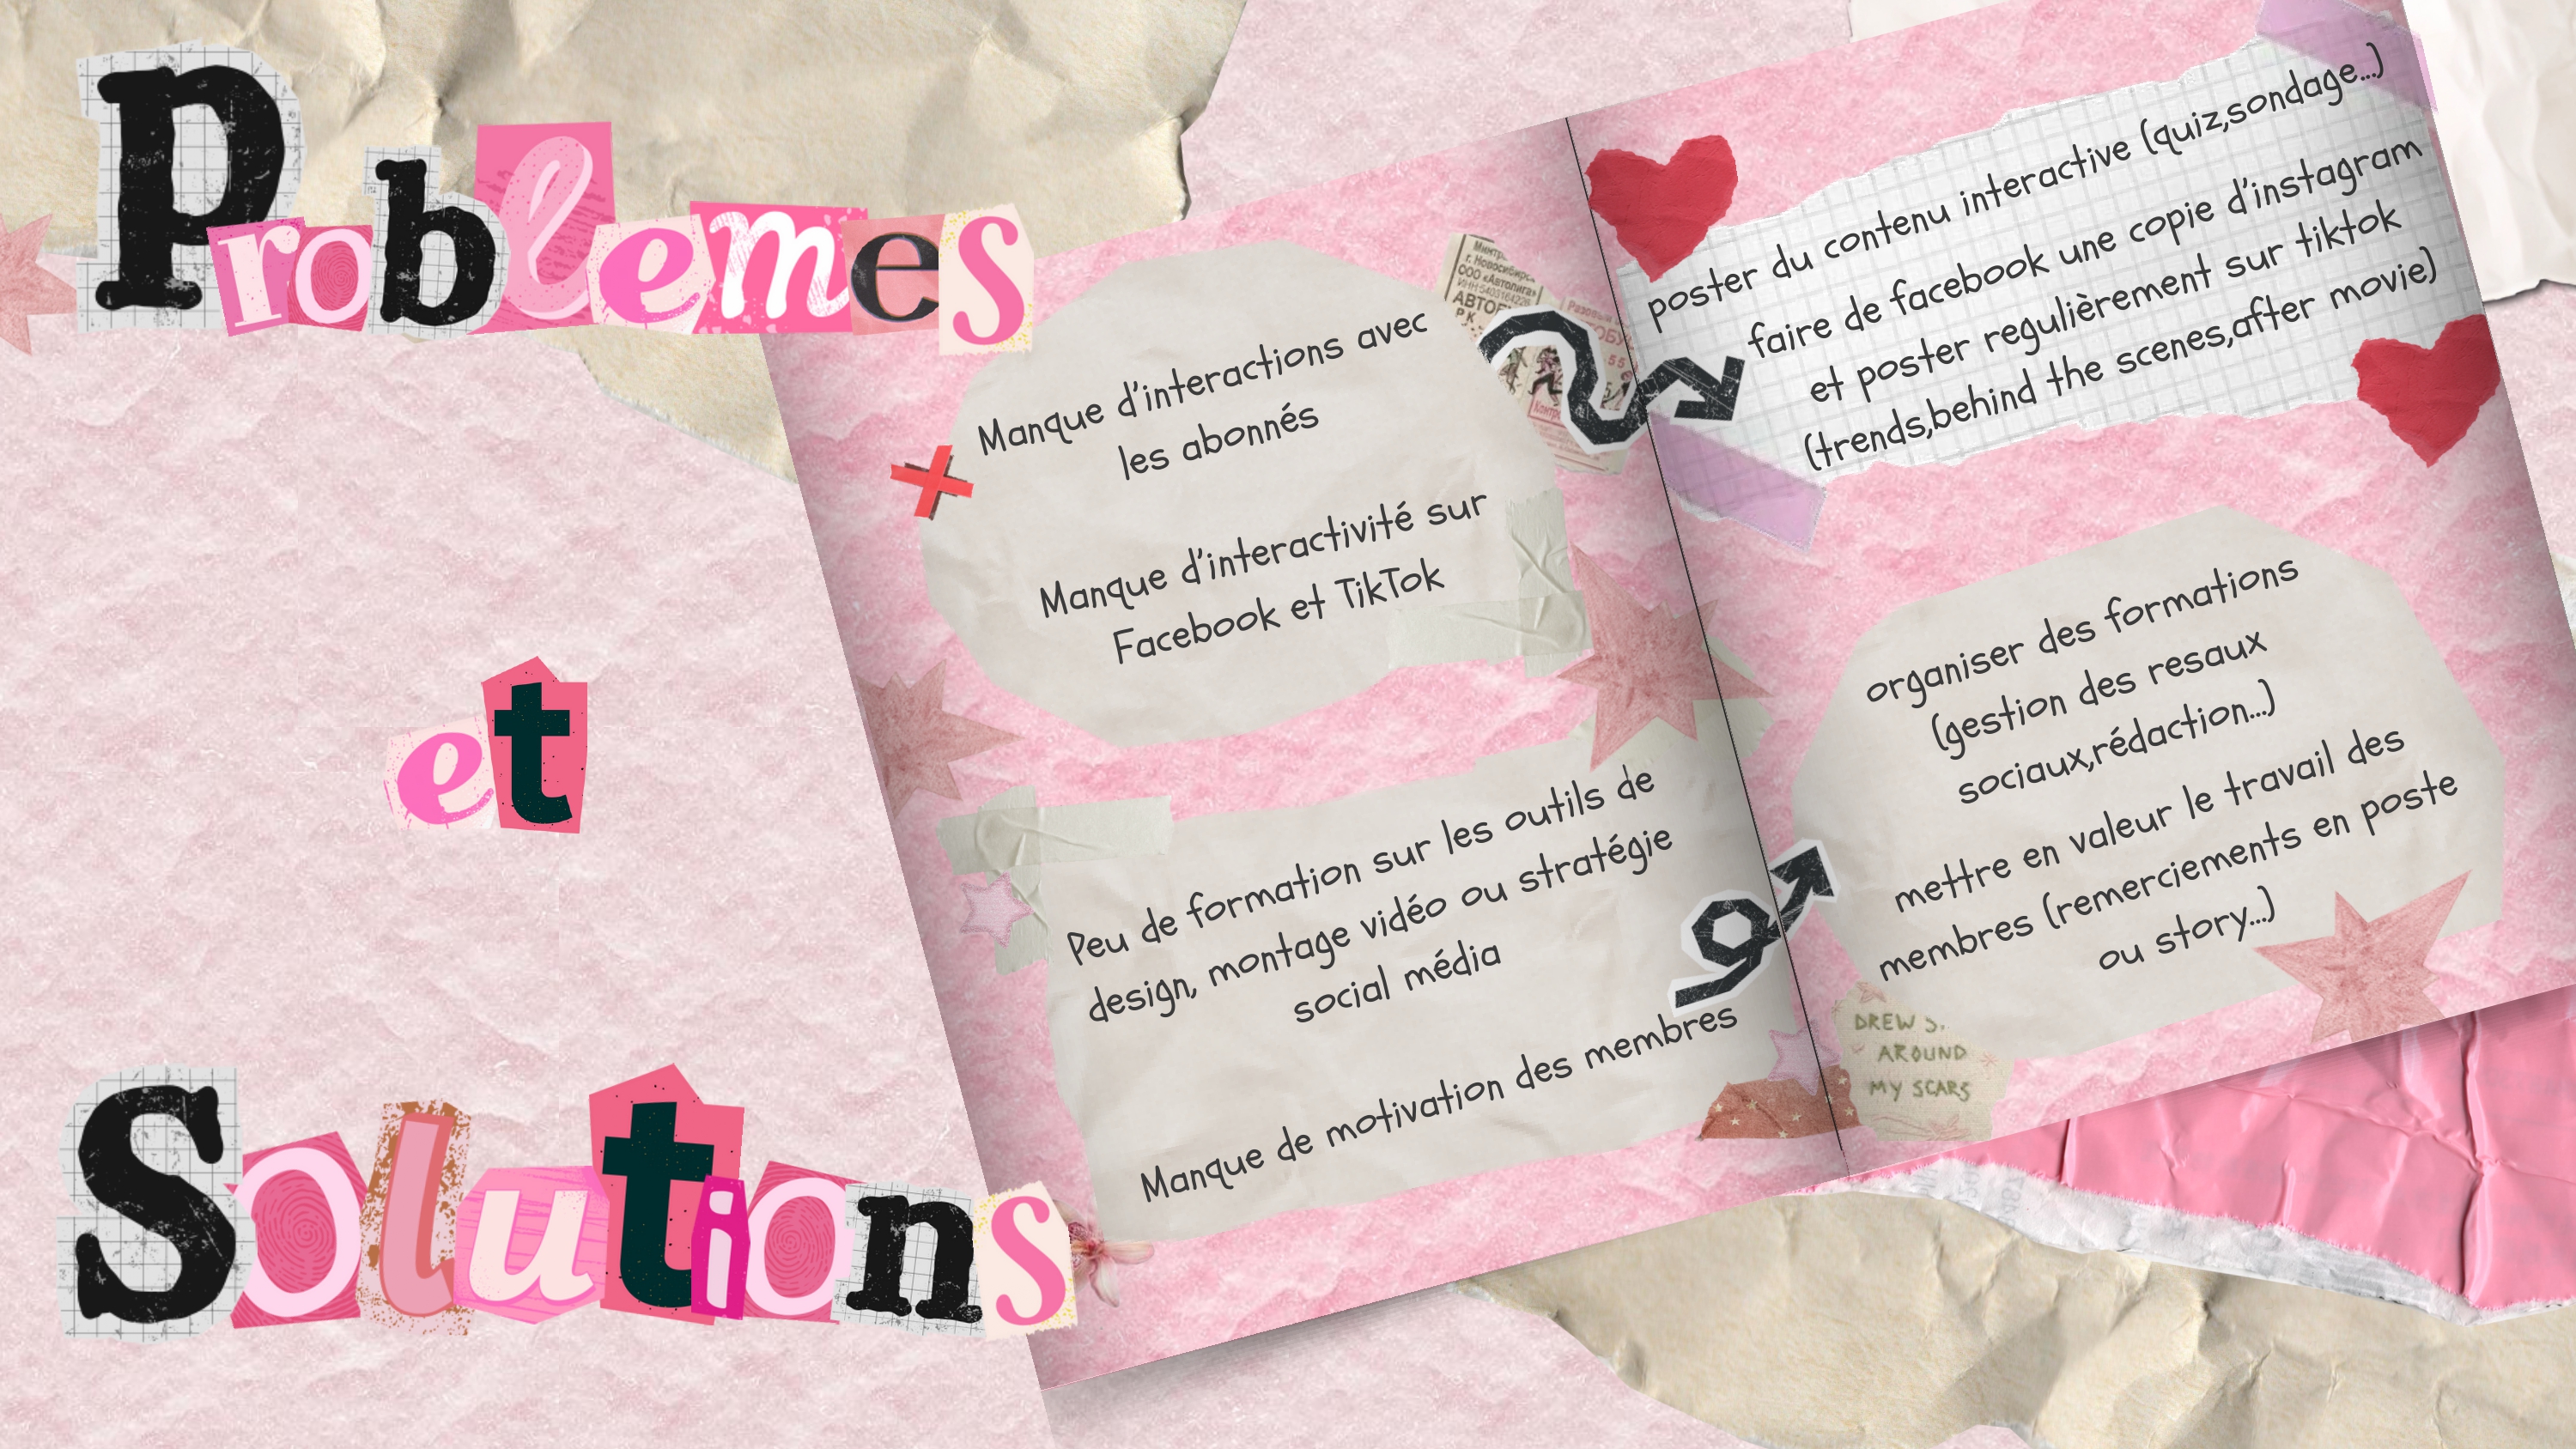 Problemes
et
Solutions
Manque d'interactions avec
les abonnés
Manque d'interactivité sur
Facebook et TikTok
Peu de formation sur les outils de
design, montage vidéo ou stratégie
social média
Manque de motivation des membres
poster du contenu interactive (quiz,sondage...)
faire de facebook une copie d'instagram
et poster regulièrement sur tiktok
(trends,behind the scenes,after movie)
organiser des formations
(gestion des resaux
sociaux,rédaction...)
mettre en valeur le travail des
membres (remerciements en poste
ou story...)
DREW S.
AROUND
MY SCARS